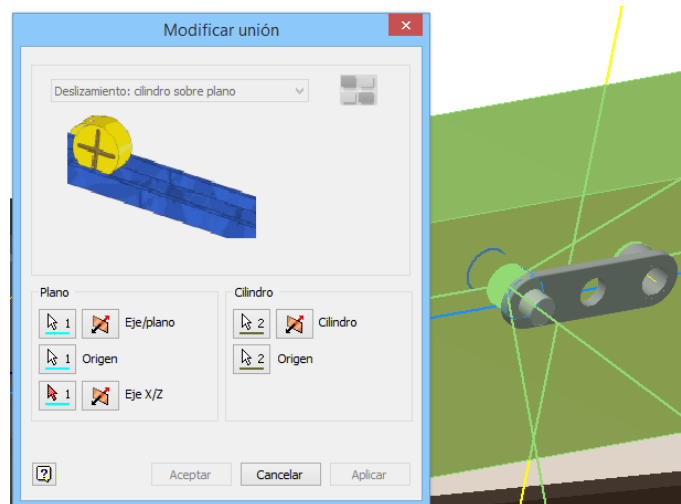 Modificar unión
Deslizamiento: cilindro sobre plano
Plano
1 Eje/plano
1 Origen
1 Eje X/Z
Cilindro
2 Cilindro
2 Origen
Aceptar Cancelar Aplicar